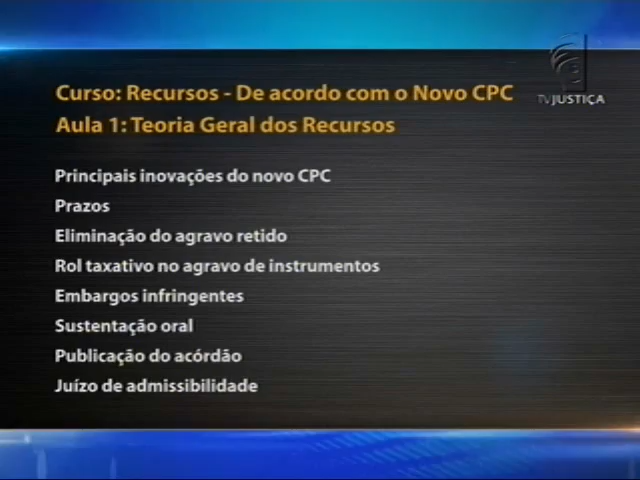 TV JUSTIÇA
Curso: Recursos - De acordo com o Novo CPC
Aula 1: Teoria Geral dos Recursos
Principais inovações do novo CPC
Prazos
Eliminação do agravo retido
Rol taxativo no agravo de instrumentos
Embargos infringentes
Sustentação oral
Publicação do acórdão
Juízo de admissibilidade